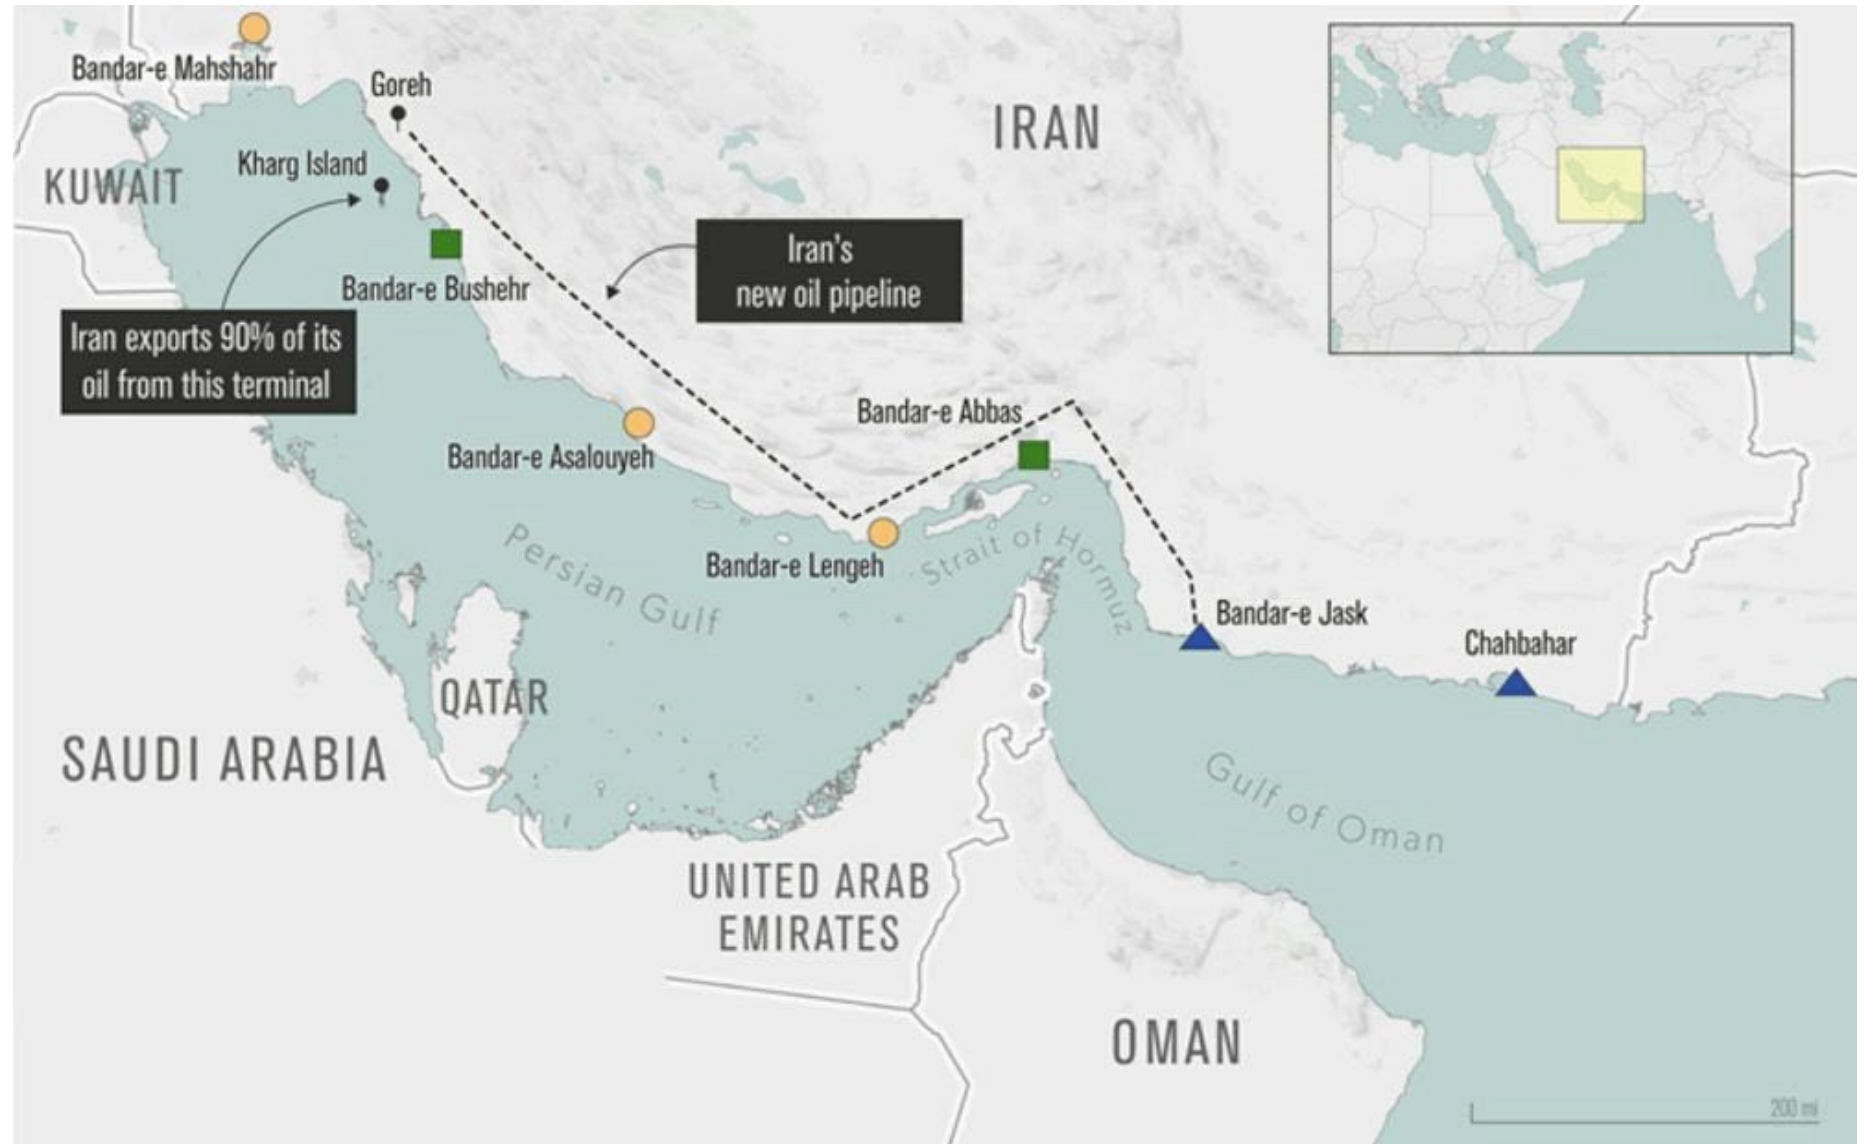 Bandar-e Mahshahr
Goreh
IRAN
Kharg Island
KUWAIT
Iran's
new oil pipeline
Bandar-e Bushehr
Iran exports 90% of its
oil from this terminal
Bandar-e Abbas
Bandar-e Asalouyeh
Persian Gulf
Strait of Hormuz
Bandar-e Lengeh
Bandar-e Jask
Chahbahar
QATAR
SAUDI ARABIA
Gulf of Oman
UNITED ARAB
EMIRATES
OMAN
200 mi